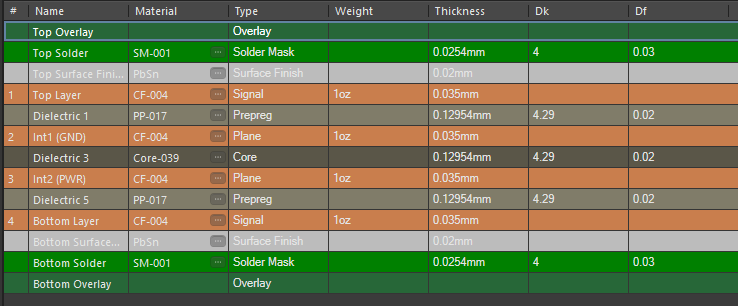 # Name Material Type Weight Thickness Dk Df
Top Overlay Overlay
Top Solder SM-001 ... Solder Mask 0.0254mm 4 0.03
Top Surface Fini... PbSn ... Surface Finish 0.02mm
1 Top Layer CF-004 ... Signal 1oz 0.035mm
Dielectric 1 PP-017 ... Prepreg 0.12954mm 4.29 0.02
2 Int1 (GND) CF-004 ... Plane 1oz 0.035mm
Dielectric 3 Core-039 ... Core 0.12954mm 4.29 0.02
3 Int2 (PWR) CF-004 ... Plane 1oz 0.035mm
Dielectric 5 PP-017 ... Prepreg 0.12954mm 4.29 0.02
4 Bottom Layer CF-004 ... Signal 1oz 0.035mm
Bottom Surface... PbSn ... Surface Finish 0.02mm
Bottom Solder SM-001 ... Solder Mask 0.0254mm 4 0.03
Bottom Overlay Overlay